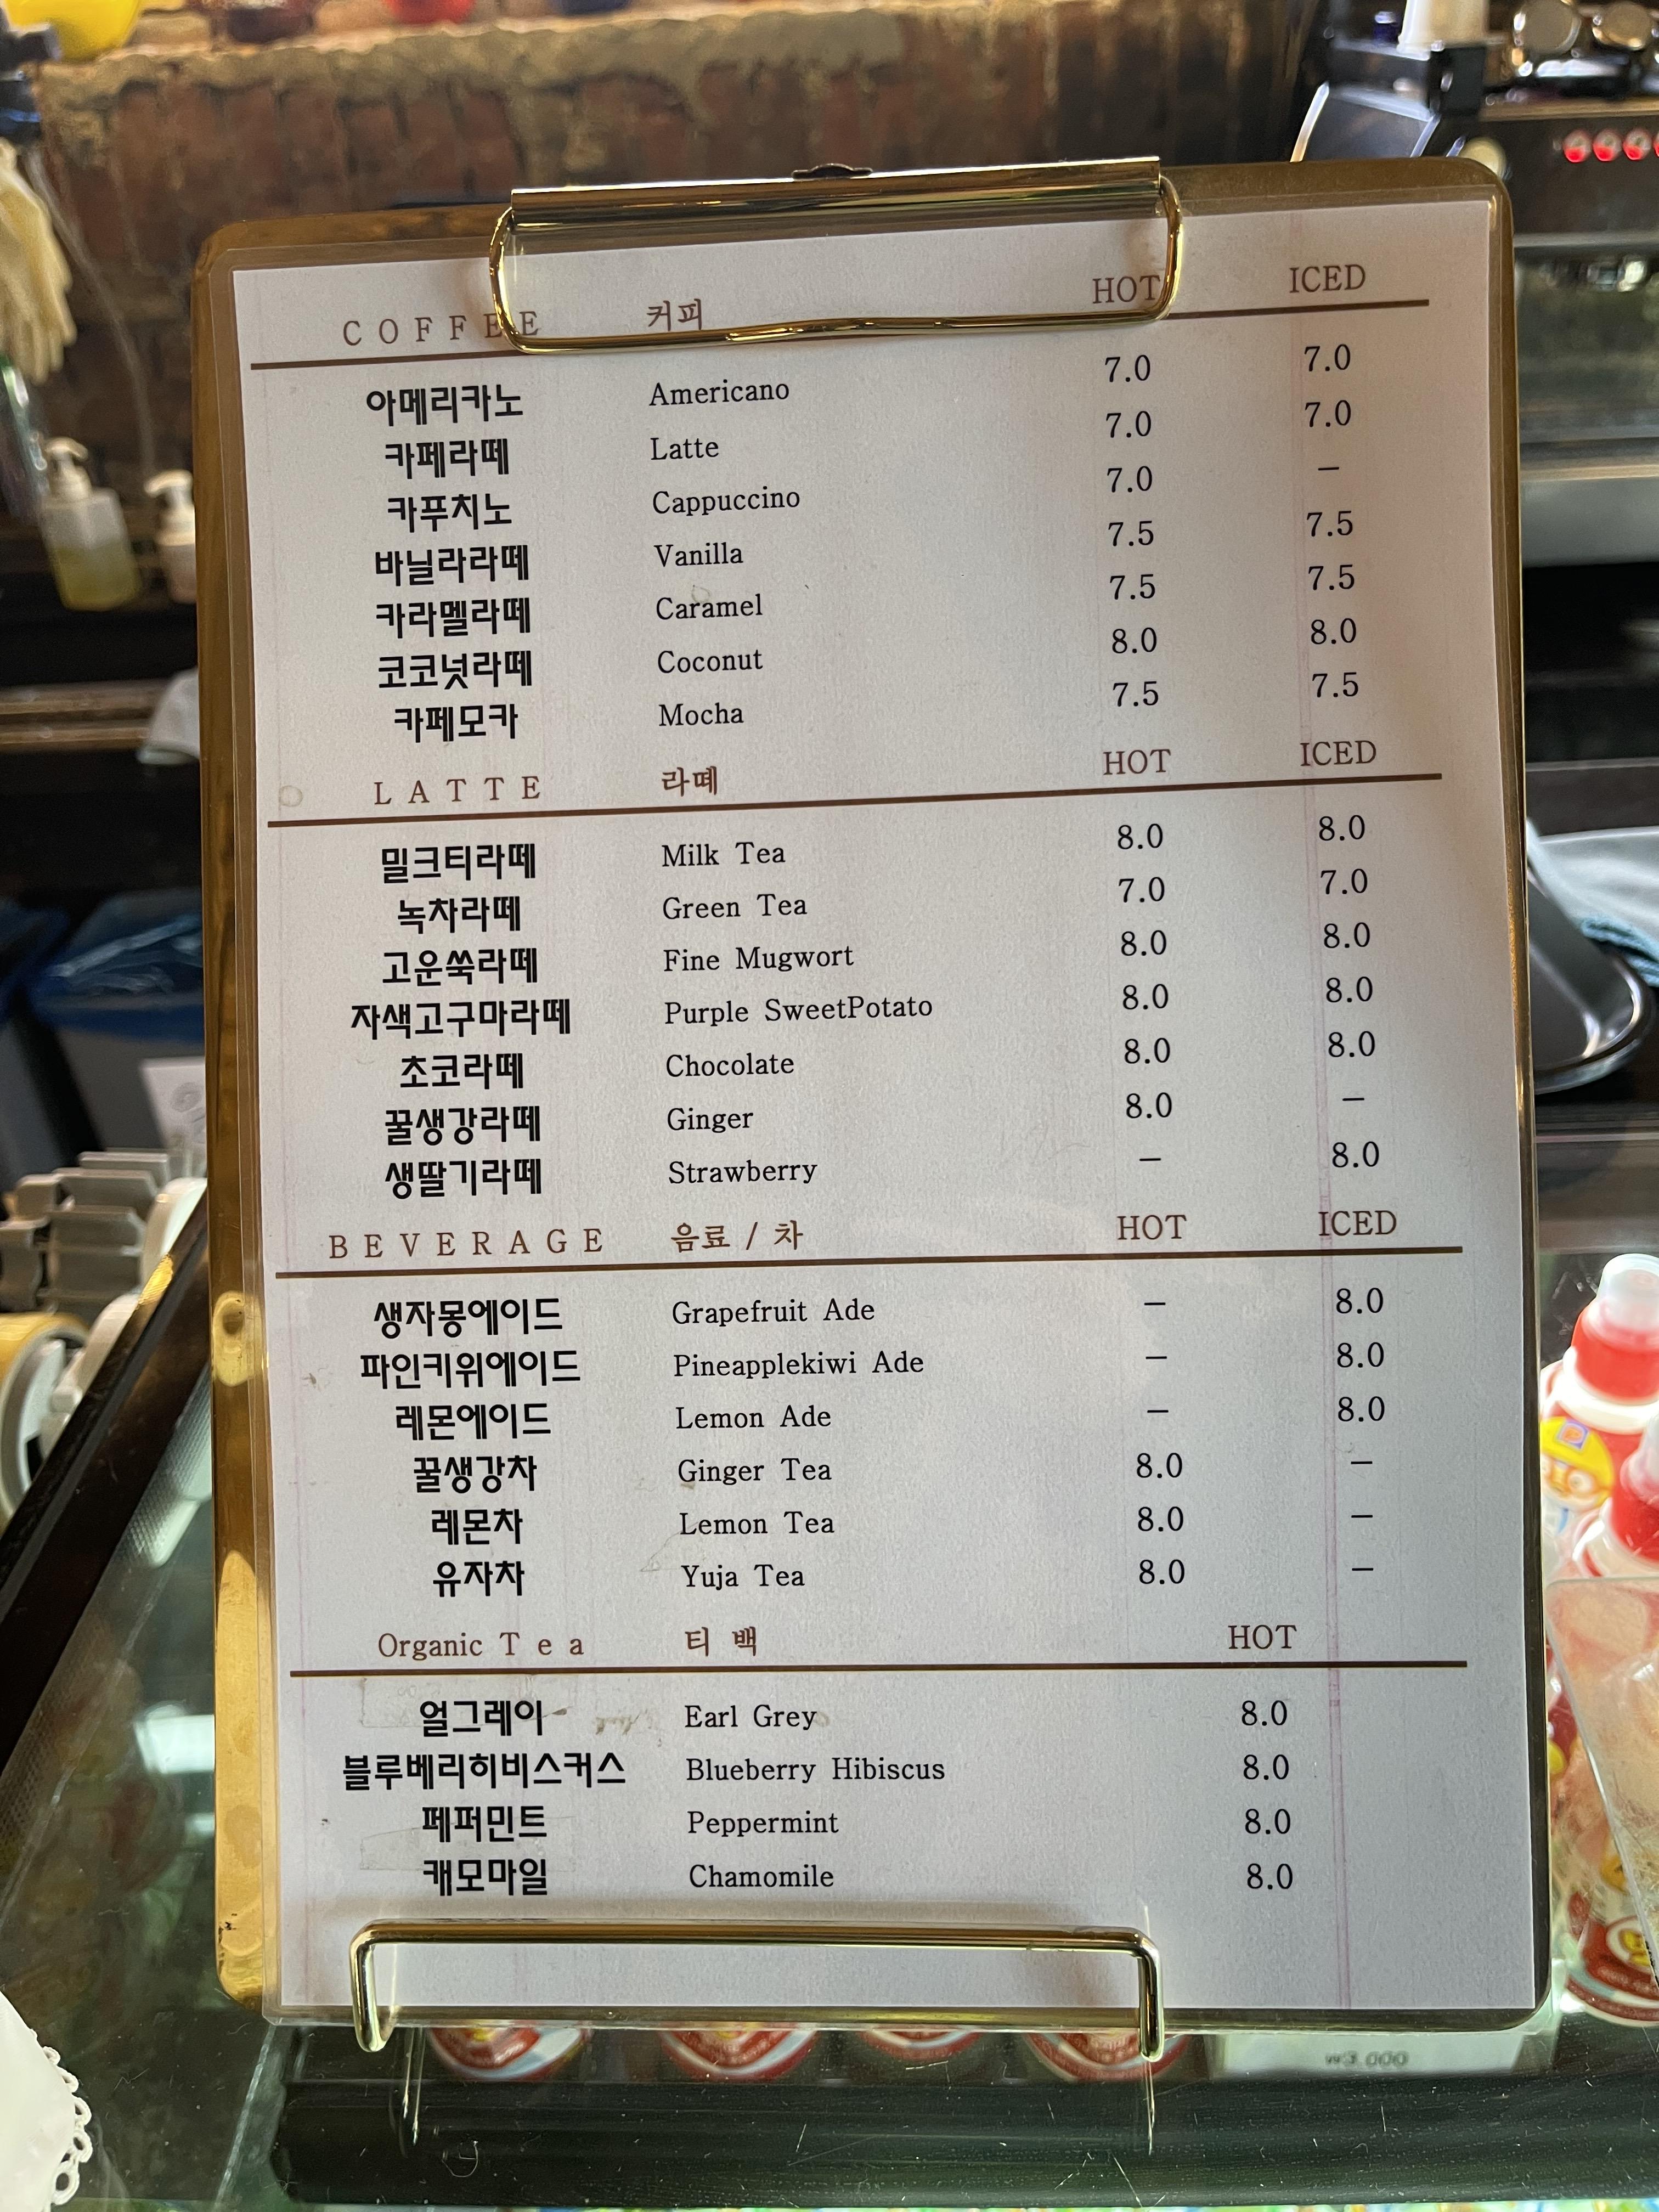 COFFEE 커피 HOT ICED
아메리카노 Americano 7.0 7.0
카페라떼 Latte 7.0 7.0
카푸치노 Cappuccino 7.0 –
바닐라라떼 Vanilla 7.5 7.5
카라멜라떼 Caramel 7.5 7.5
코코넛라떼 Coconut 8.0 8.0
카페모카 Mocha 7.5 7.5
LATTE 라떼 HOT ICED
밀크티라떼 Milk Tea 8.0 8.0
녹차라떼 Green Tea 7.0 7.0
고운쑥라떼 Fine Mugwort 8.0 8.0
자색고구마라떼 Purple SweetPotato 8.0 8.0
초코라떼 Chocolate 8.0 8.0
꿀생강라떼 Ginger 8.0 –
생딸기라떼 Strawberry – 8.0
BEVERAGE 음료 / 차 HOT ICED
생자몽에이드 Grapefruit Ade – 8.0
파인키위에이드 Pineapplekiwi Ade – 8.0
레몬에이드 Lemon Ade – 8.0
꿀생강차 Ginger Tea 8.0 –
레몬차 Lemon Tea 8.0 –
유자차 Yuja Tea 8.0 –
Organic Tea 티 백 HOT
얼그레이 Earl Grey 8.0
블루베리히비스커스 Blueberry Hibiscus 8.0
페퍼민트 Peppermint 8.0
캐모마일 Chamomile 8.0
₩3,000